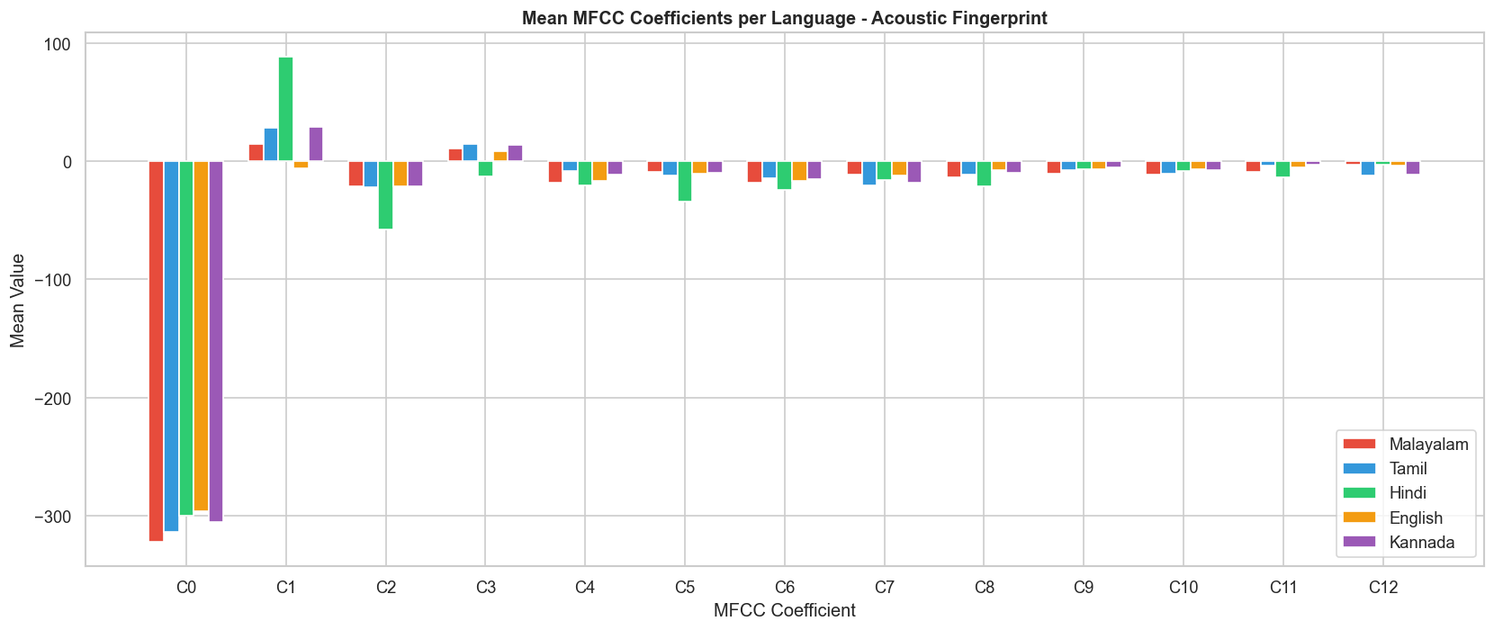 Mean MFCC Coefficients per Language - Acoustic Fingerprint
100
0
−100
−200
−300
Mean Value
C0 C1 C2 C3 C4 C5 C6 C7 C8 C9 C10 C11 C12
MFCC Coefficient
Malayalam
Tamil
Hindi
English
Kannada